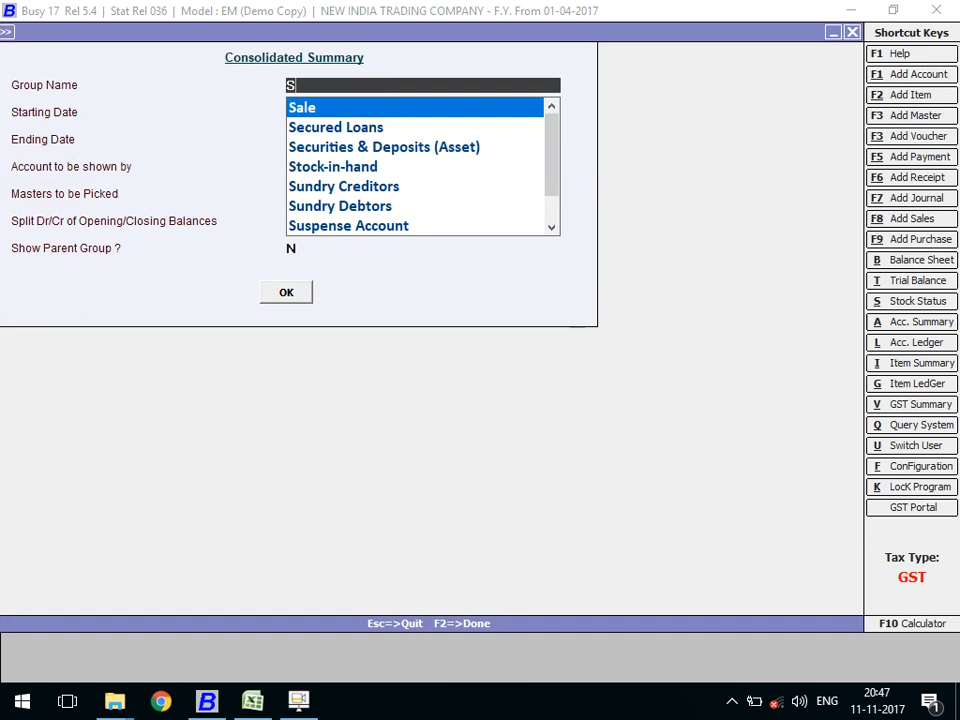 Busy 17 Rel 5.4 | Stat Rel 036 | Model : EM (Demo Copy) | NEW INDIA TRADING COMPANY - F.Y. From 01-04-2017
>>
Shortcut Keys
Consolidated Summary
Group Name S
Starting Date
Ending Date
Account to be shown by
Masters to be Picked
Split Dr/Cr of Opening/Closing Balances
Show Parent Group ? N
Sale
Secured Loans
Securities & Deposits (Asset)
Stock-in-hand
Sundry Creditors
Sundry Debtors
Suspense Account
OK
F1 Help
F1 Add Account
F2 Add Item
F3 Add Master
F3 Add Voucher
F5 Add Payment
F6 Add Receipt
F7 Add Journal
F8 Add Sales
F9 Add Purchase
B Balance Sheet
T Trial Balance
S Stock Status
A Acc. Summary
L Acc. Ledger
I Item Summary
G Item LedGer
V GST Summary
Q Query System
U Switch User
F ConFiguration
K LocK Program
GST Portal
Tax Type:
GST
Esc=>Quit F2=>Done
F10 Calculator
B
ENG
20:47
11-11-2017
1